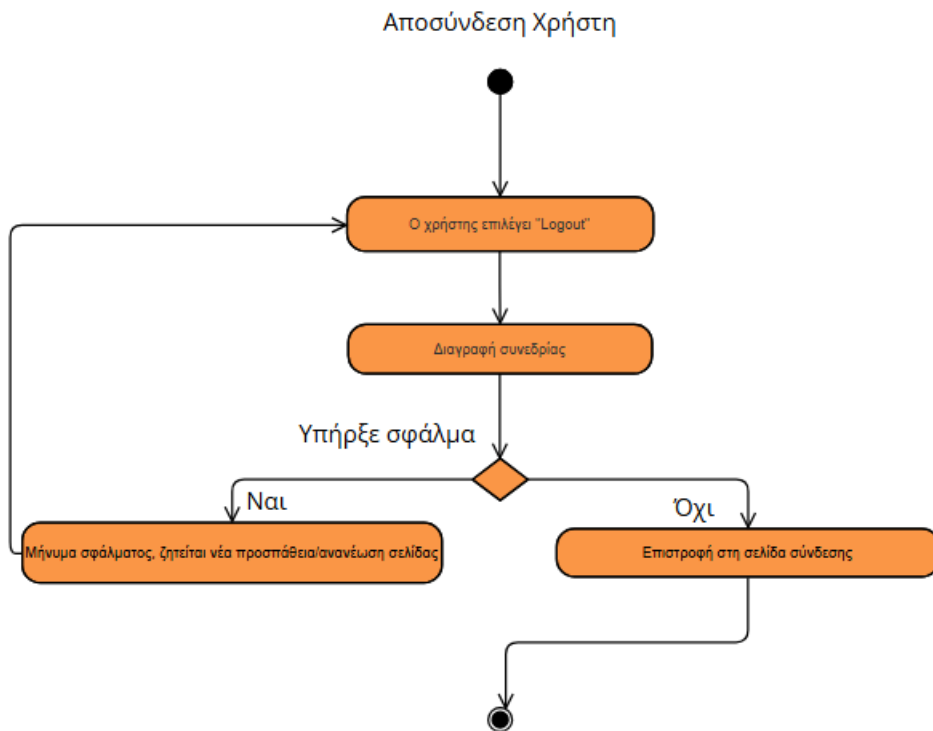 Αποσύνδεση Χρήστη
Ο χρήστης επιλέγει "Logout"
Διαγραφή συνεδρίας
Υπήρξε σφάλμα
Ναι
Όχι
Μήνυμα σφάλματος, ζητείται νέα προσπάθεια/ανανέωση σελίδας
Επιστροφή στη σελίδα σύνδεσης